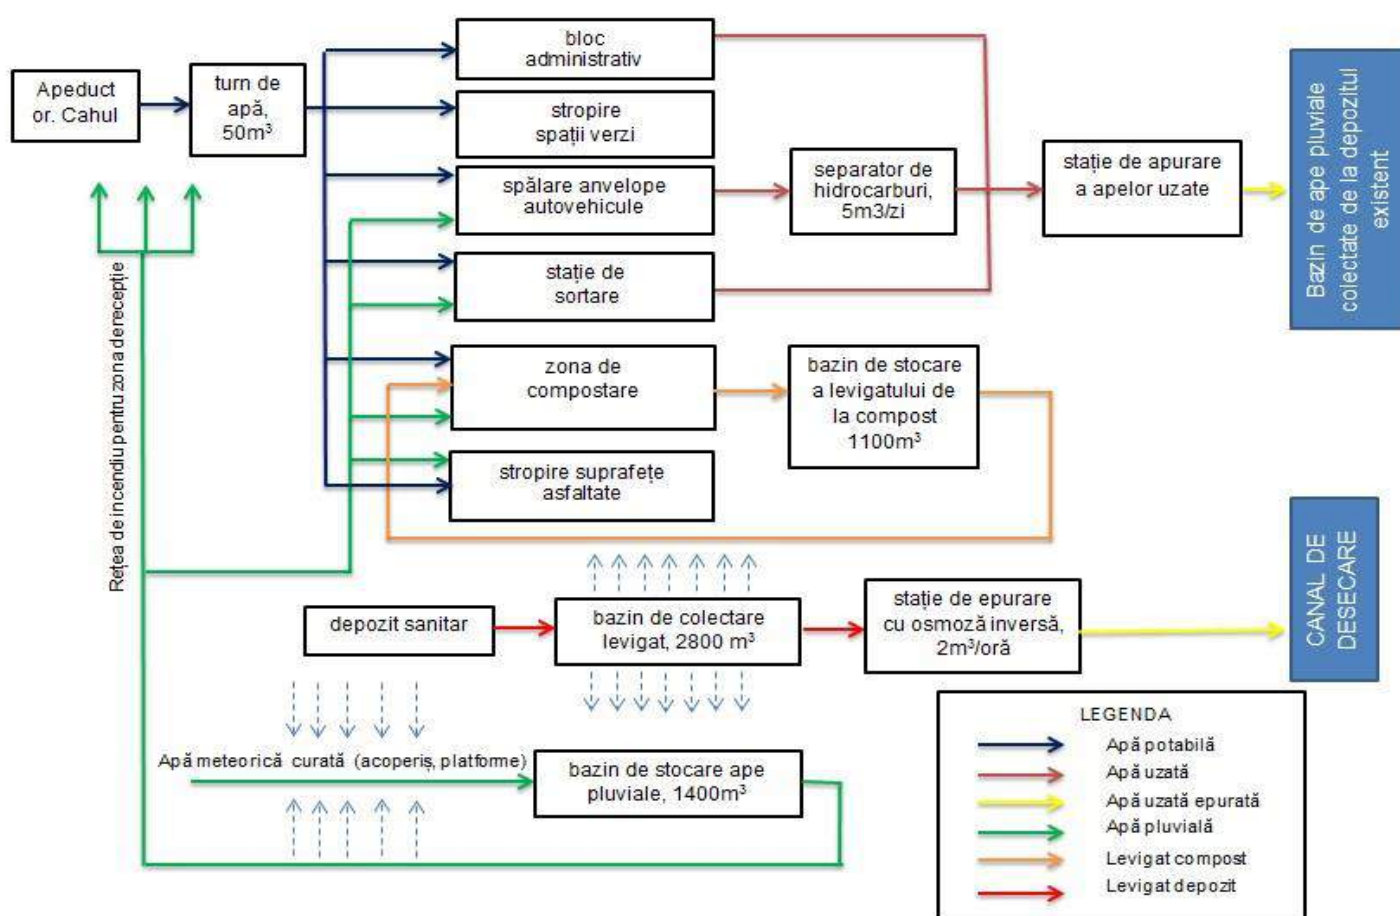 Apeduct
or. Cahul
turn de
apă,
50m³
bloc
administrativ
stropire
spații verzi
spălare anvelope
autovehicule
stație de
sortare
zona de
compostare
stropire suprafețe
asfaltate
separator de
hidrocarburi,
5m3/zi
stație de apurare
a apelor uzate
Bazin de ape pluviale
colectate de la depozitul
existent
bazin de stocare
a levigatului de
la compost
1100m³
Rețea de incendiu pentru zona de recepție
depozit sanitar
bazin de colectare
levigat, 2800 m³
stație de epurare
cu osmoză inversă,
2m³/oră
CANAL DE
DESECARE
Apă meteorică curată (acoperiș, platforme)
bazin de stocare ape
pluviale, 1400m³
LEGENDA
Apă potabilă
Apă uzată
Apă uzată epurată
Apă pluvială
Levigat compost
Levigat depozit